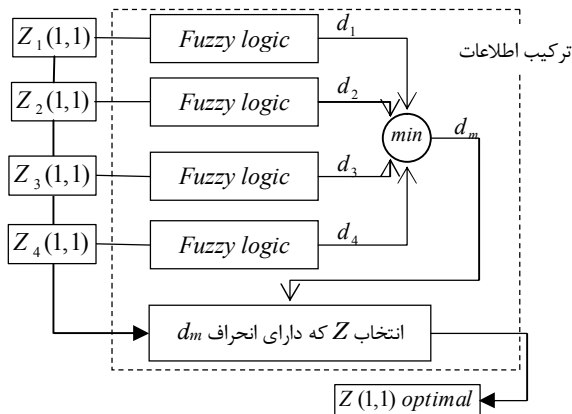 Z₁(1,1) Fuzzy logic d₁
ترکیب اطلاعات
Z₂(1,1) Fuzzy logic d₂
min dₘ
Z₃(1,1) Fuzzy logic d₃
Z₄(1,1) Fuzzy logic d₄
انتخاب Z که دارای انحراف dₘ
Z(1,1) optimal